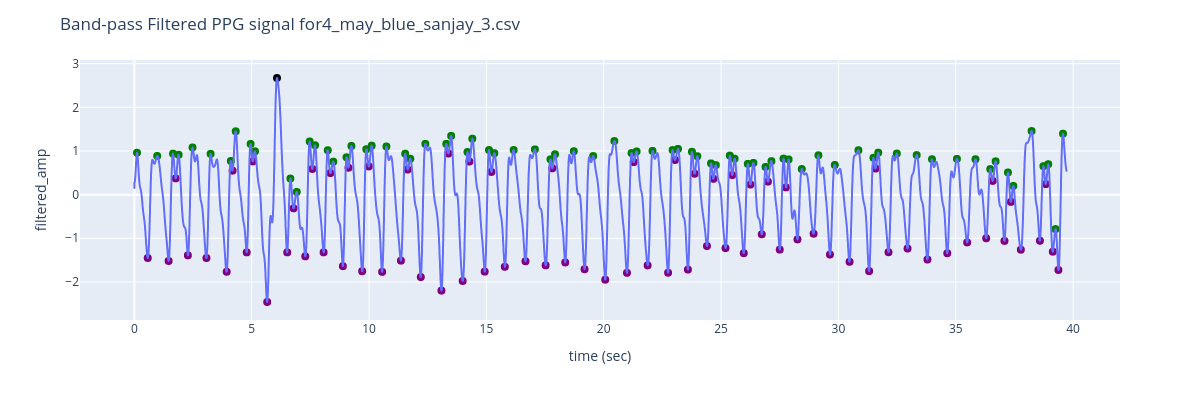 Band-pass Filtered PPG signal for4_may_blue_sanjay_3.csv
3
2
1
0
−1
−2
filtered_amp
0 5 10 15 20 25 30 35 40
time (sec)